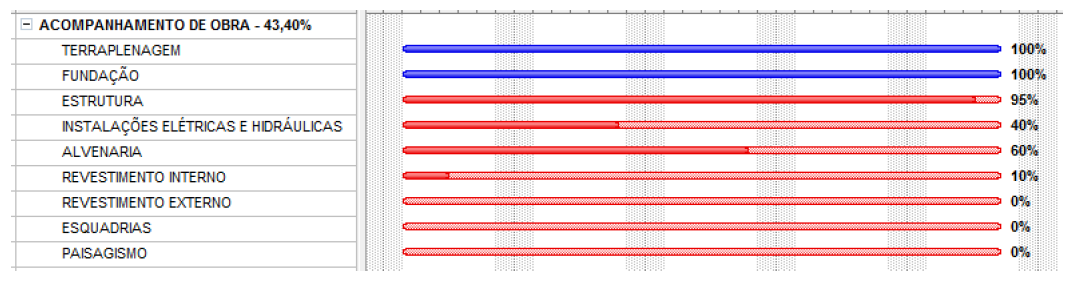 ACOMPANHAMENTO DE OBRA - 43,40%
TERRAPLENAGEM 100%
FUNDAÇÃO 100%
ESTRUTURA 95%
INSTALAÇÕES ELÉTRICAS E HIDRÁULICAS 40%
ALVENARIA 60%
REVESTIMENTO INTERNO 10%
REVESTIMENTO EXTERNO 0%
ESQUADRIAS 0%
PAISAGISMO 0%